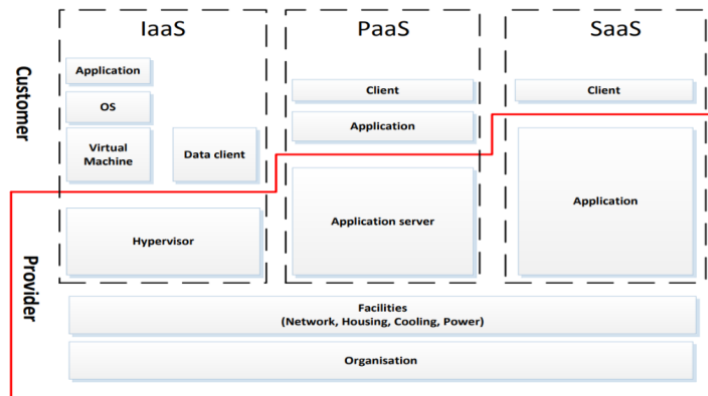 IaaS
PaaS
SaaS
Customer
Application
OS
Virtual
Machine
Data client
Client
Application
Client
Provider
Hypervisor
Application server
Application
Facilities
(Network, Housing, Cooling, Power)
Organisation